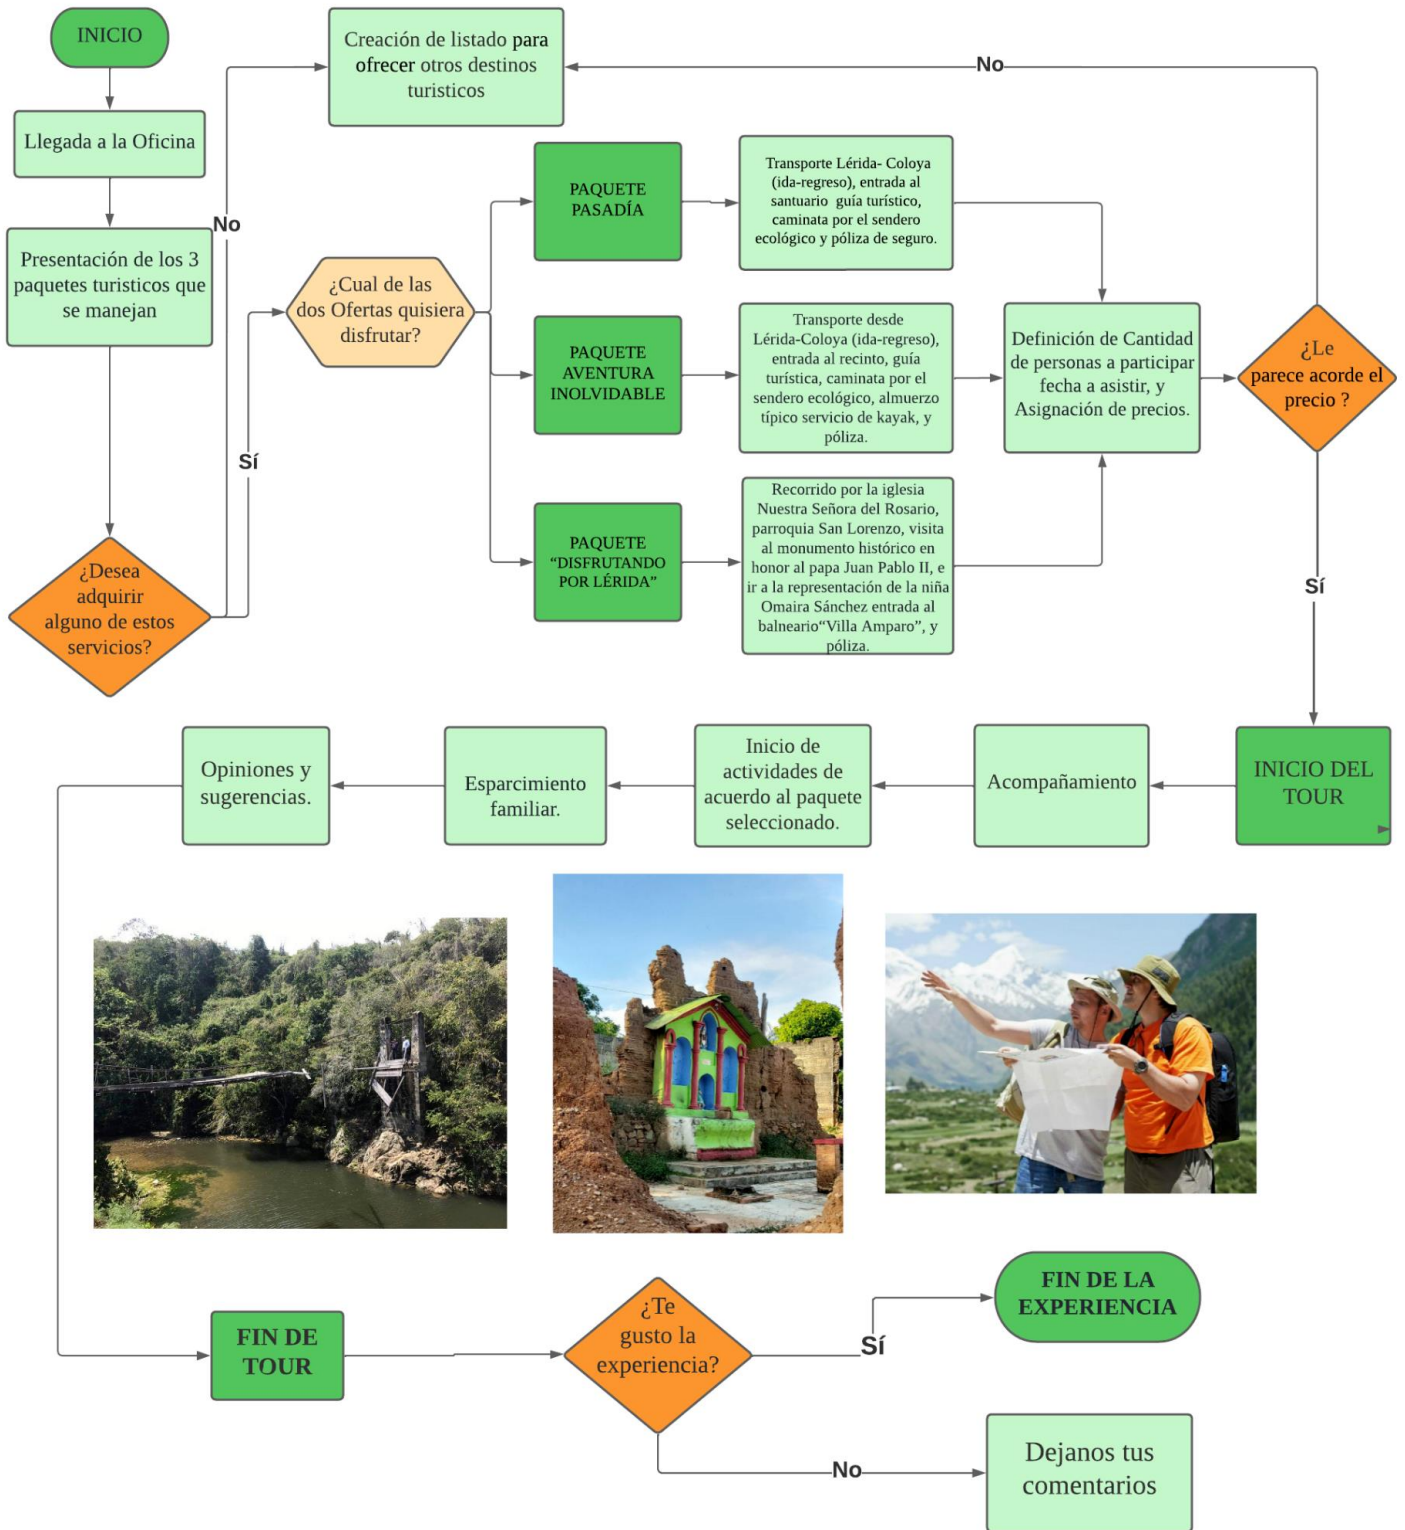 INICIO
Llegada a la Oficina
Presentación de los 3
paquetes turisticos que
se manejan
¿Desea
adquirir
alguno de estos
servicios?
No
Sí
Creación de listado para
ofrecer otros destinos
turisticos
No
¿Cual de las
dos Ofertas quisiera
disfrutar?
PAQUETE
PASADÍA
Transporte Lérida- Coloya
(ida-regreso), entrada al
santuario guía turístico,
caminata por el sendero
ecológico y póliza de seguro.
PAQUETE
AVENTURA
INOLVIDABLE
Transporte desde
Lérida-Coloya (ida-regreso),
entrada al recinto, guía
turística, caminata por el
sendero ecológico, almuerzo
típico servicio de kayak, y
póliza.
PAQUETE
“DISFRUTANDO
POR LÉRIDA”
Recorrido por la iglesia
Nuestra Señora del Rosario,
parroquia San Lorenzo, visita
al monumento histórico en
honor al papa Juan Pablo II, e
ir a la representación de la niña
Omaira Sánchez entrada al
balneario“Villa Amparo”, y
póliza.
Definición de Cantidad
de personas a participar
fecha a asistir, y
Asignación de precios.
¿Le
parece acorde el
precio ?
Sí
INICIO DEL
TOUR
Acompañamiento
Inicio de
actividades de
acuerdo al paquete
seleccionado.
Esparcimiento
familiar.
Opiniones y
sugerencias.
FIN DE
TOUR
¿Te
gusto la
experiencia?
Sí
FIN DE LA
EXPERIENCIA
No
Dejanos tus
comentarios